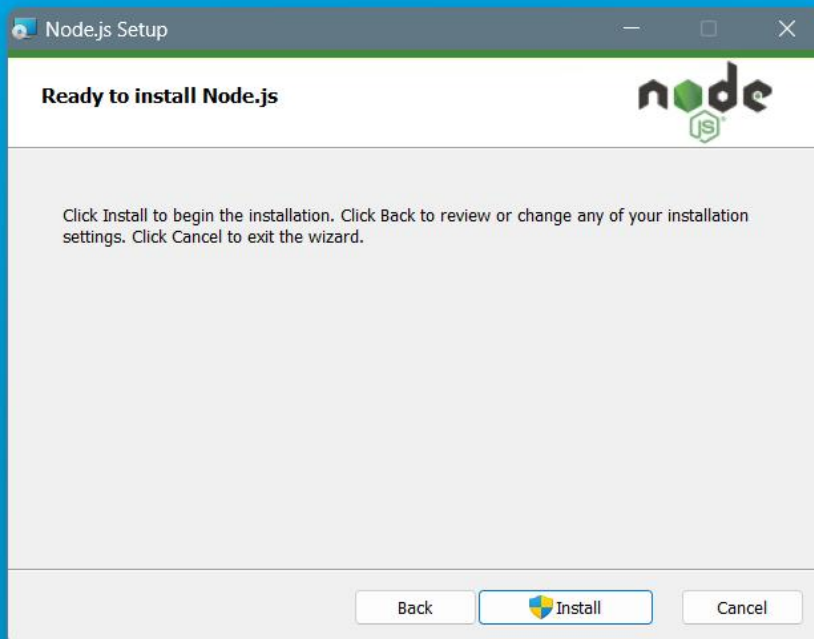 Node.js Setup
Ready to install Node.js
node
JS
Click Install to begin the installation. Click Back to review or change any of your installation
settings. Click Cancel to exit the wizard.
Back
Install
Cancel